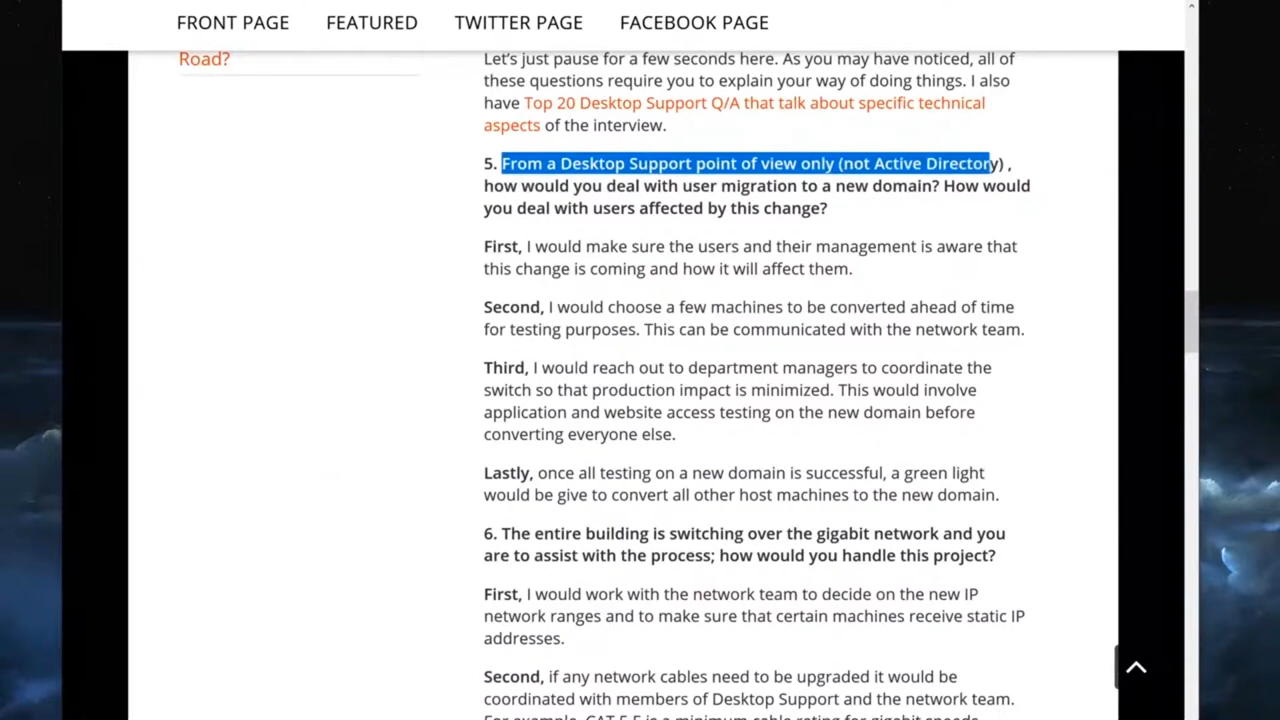 FRONT PAGE FEATURED TWITTER PAGE FACEBOOK PAGE
Road?
Let's just pause for a few seconds here. As you may have noticed, all of
these questions require you to explain your way of doing things. I also
have Top 20 Desktop Support Q/A that talk about specific technical
aspects of the interview.
5. From a Desktop Support point of view only (not Active Directory) ,
how would you deal with user migration to a new domain? How would
you deal with users affected by this change?
First, I would make sure the users and their management is aware that
this change is coming and how it will affect them.
Second, I would choose a few machines to be converted ahead of time
for testing purposes. This can be communicated with the network team.
Third, I would reach out to department managers to coordinate the
switch so that production impact is minimized. This would involve
application and website access testing on the new domain before
converting everyone else.
Lastly, once all testing on a new domain is successful, a green light
would be give to convert all other host machines to the new domain.
6. The entire building is switching over the gigabit network and you
are to assist with the process; how would you handle this project?
First, I would work with the network team to decide on the new IP
network ranges and to make sure that certain machines receive static IP
addresses.
Second, if any network cables need to be upgraded it would be
coordinated with members of Desktop Support and the network team.
For example, CAT 5 E is a minimum cable rating for gigabit speeds